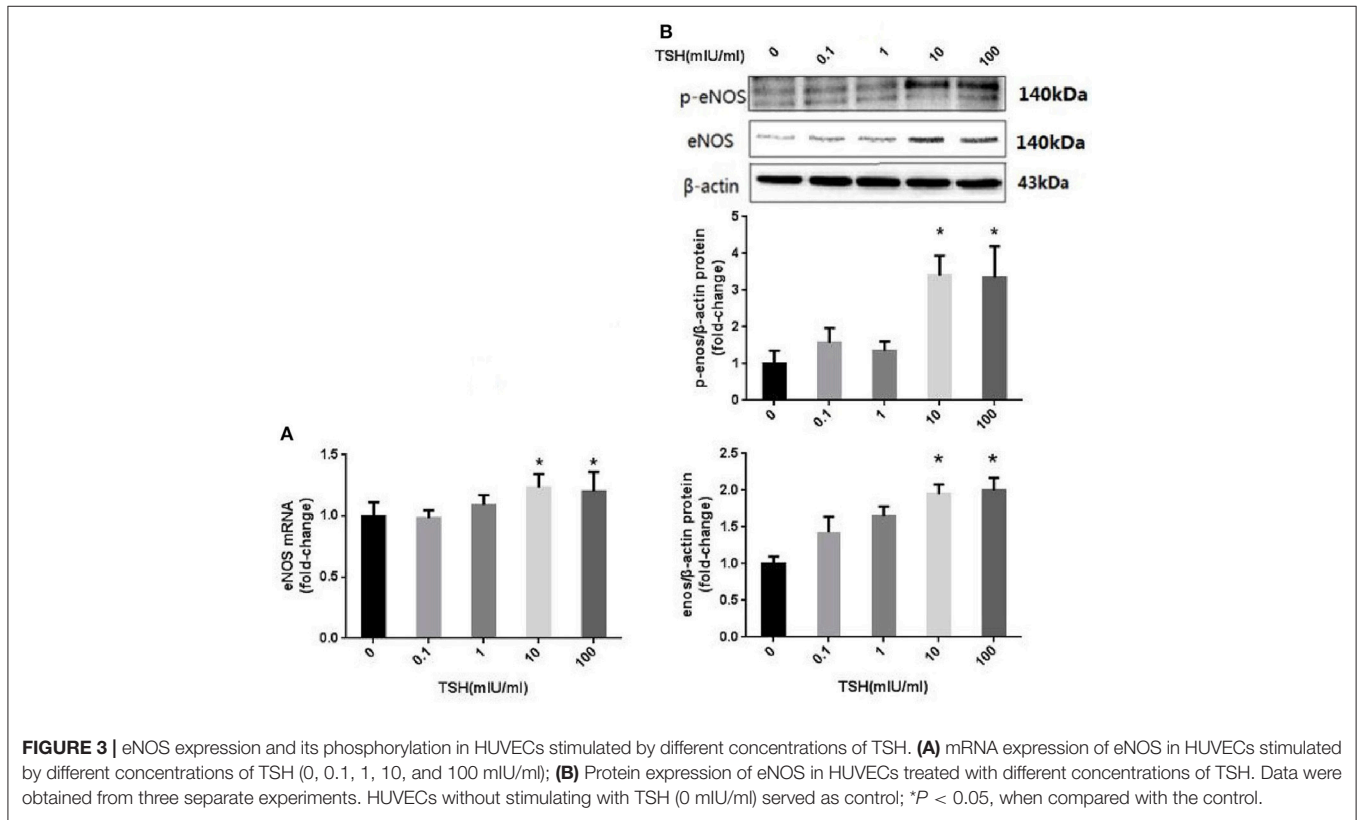 B
TSH(mIU/ml) 0 0.1 1 10 100
p-eNOS 140kDa
eNOS 140kDa
β-actin 43kDa
p-enos/β-actin protein
(fold-change)
5
4
3
2
1
0
* *
0 0.1 1 10 100
A
eNOS mRNA
(fold-change)
1.5
1.0
0.5
0.0
* *
0 0.1 1 10 100
TSH(mIU/ml)
enos/β-actin protein
(fold-change)
2.5
2.0
1.5
1.0
0.5
0.0
* *
0 0.1 1 10 100
TSH(mIU/ml)
FIGURE 3 | eNOS expression and its phosphorylation in HUVECs stimulated by different concentrations of TSH. (A) mRNA expression of eNOS in HUVECs stimulated
by different concentrations of TSH (0, 0.1, 1, 10, and 100 mIU/ml); (B) Protein expression of eNOS in HUVECs treated with different concentrations of TSH. Data were
obtained from three separate experiments. HUVECs without stimulating with TSH (0 mIU/ml) served as control; *P < 0.05, when compared with the control.